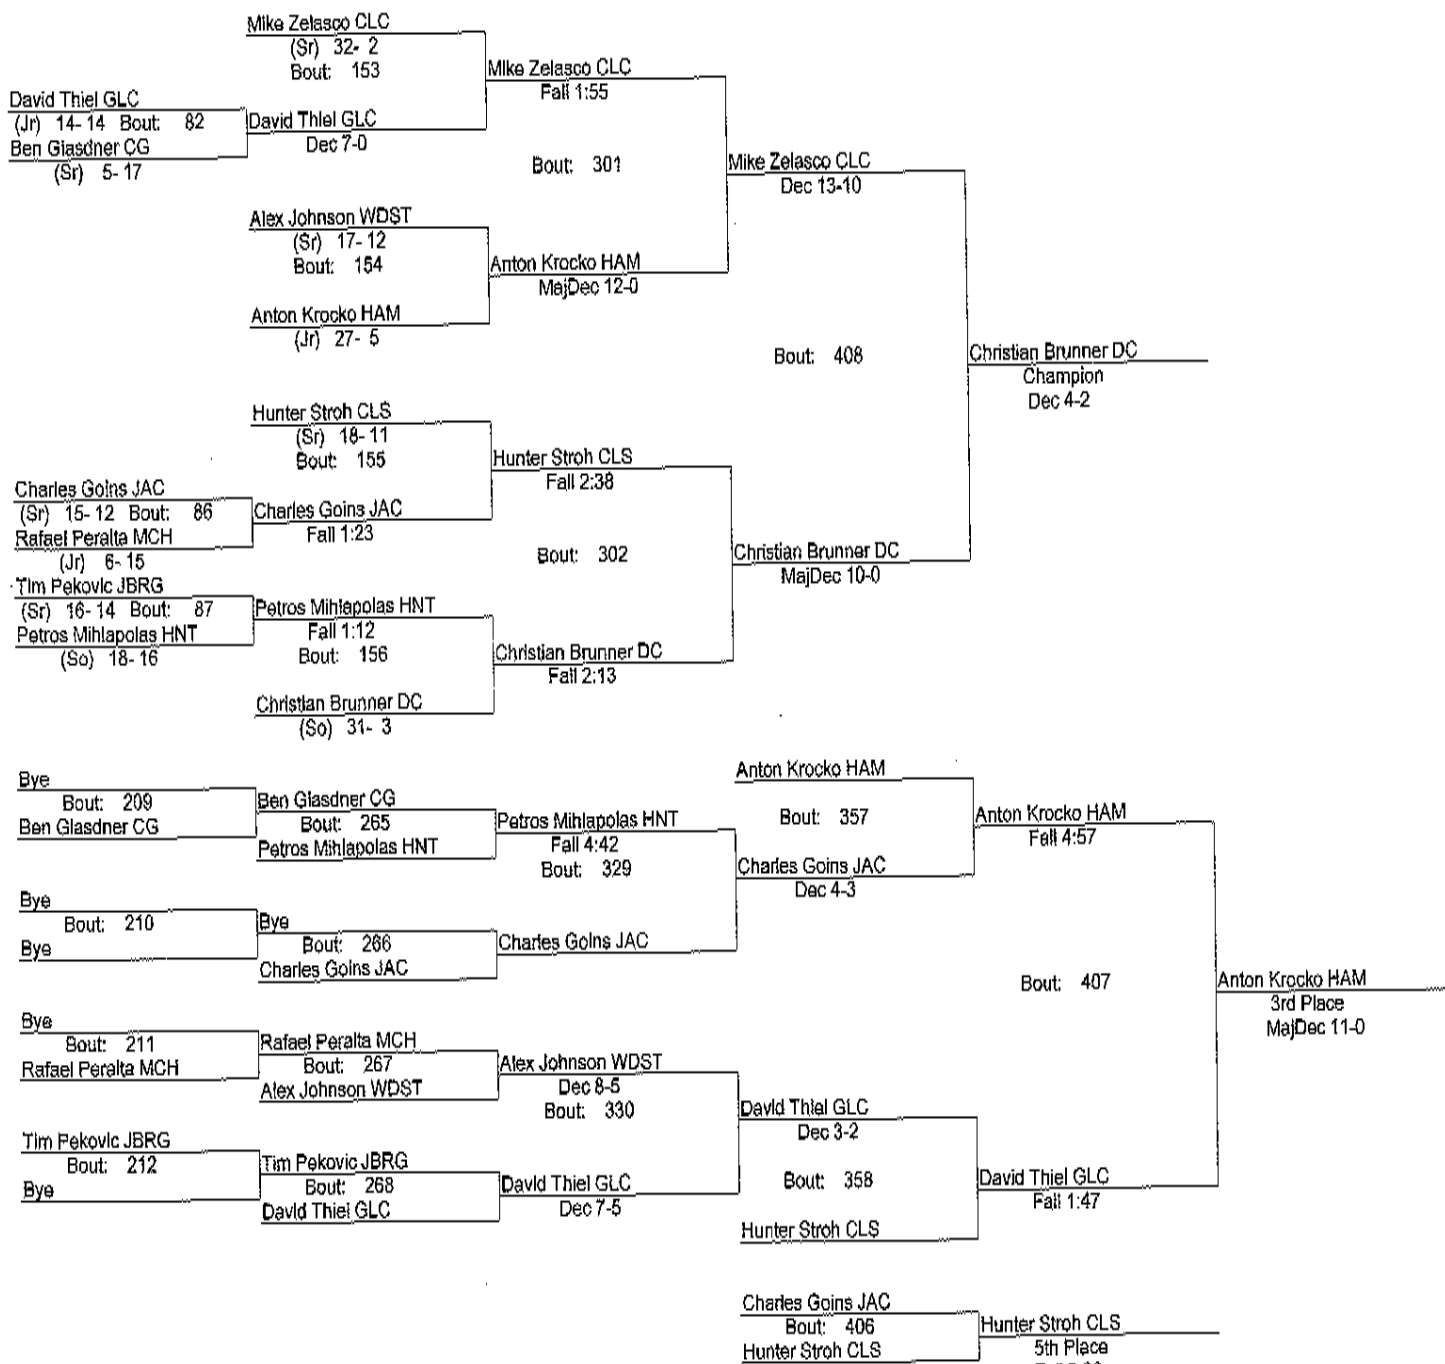 Mike Zelasco CLC
(Sr) 32- 2
Bout: 153
Mike Zelasco CLC
Fall 1:55
David Thiel GLC
(Jr) 14- 14 Bout: 82
Ben Glasdner CG
(Sr) 5- 17
David Thiel GLC
Dec 7-0
Bout: 301
Mike Zelasco CLC
Dec 13-10
Alex Johnson WDST
(Sr) 17- 12
Bout: 154
Anton Krocko HAM
MajDec 12-0
Anton Krocko HAM
(Jr) 27- 5
Bout: 408
Christian Brunner DC
Champion
Dec 4-2
Hunter Stroh CLS
(Sr) 18- 11
Bout: 155
Hunter Stroh CLS
Fall 2:38
Charles Goins JAC
(Sr) 15- 12 Bout: 86
Rafael Peralta MCH
(Jr) 6- 15
Charles Goins JAC
Fall 1:23
Bout: 302
Christian Brunner DC
MajDec 10-0
Tim Pekovic JBRG
(Sr) 16- 14 Bout: 87
Petros Mihlapolas HNT
(So) 18- 16
Petros Mihlapolas HNT
Fall 1:12
Bout: 156
Christian Brunner DC
Fall 2:13
Christian Brunner DC
(So) 31- 3
Bye
Bout: 209
Ben Glasdner CG
Ben Glasdner CG
Bout: 265
Petros Mihlapolas HNT
Petros Mihlapolas HNT
Fall 4:42
Bout: 329
Anton Krocko HAM
Bout: 357
Charles Goins JAC
Dec 4-3
Anton Krocko HAM
Fall 4:57
Bye
Bout: 210
Bye
Bye
Bout: 266
Charles Goins JAC
Charles Goins JAC
Bout: 407
Anton Krocko HAM
3rd Place
MajDec 11-0
Bye
Bout: 211
Rafael Peralta MCH
Rafael Peralta MCH
Bout: 267
Alex Johnson WDST
Alex Johnson WDST
Dec 8-5
Bout: 330
David Thiel GLC
Dec 3-2
Bout: 358
Hunter Stroh CLS
David Thiel GLC
Fall 1:47
Tim Pekovic JBRG
Bout: 212
Bye
Tim Pekovic JBRG
Bout: 268
David Thiel GLC
David Thiel GLC
Dec 7-5
Charles Goins JAC
Bout: 406
Hunter Stroh CLS
Hunter Stroh CLS
5th Place